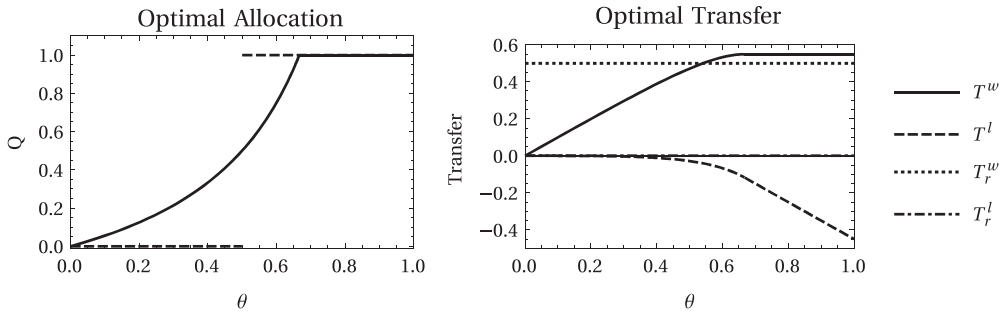 Optimal Allocation
Q
1.0
0.8
0.6
0.4
0.2
0.0
0.0 0.2 0.4 0.6 0.8 1.0
θ
Optimal Transfer
Transfer
0.6
0.4
0.2
0.0
−0.2
−0.4
0.0 0.2 0.4 0.6 0.8 1.0
θ
T^w
T^l
T_r^w
T_r^l